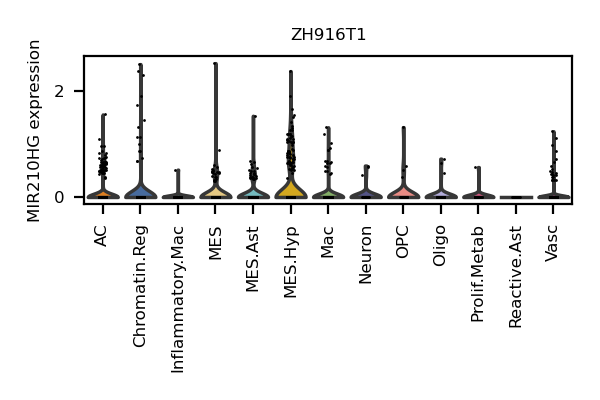 ZH916T1
MIR210HG expression
2
0
AC
Chromatin.Reg
Inflammatory.Mac
MES
MES.Ast
MES.Hyp
Mac
Neuron
OPC
Oligo
Prolif.Metab
Reactive.Ast
Vasc